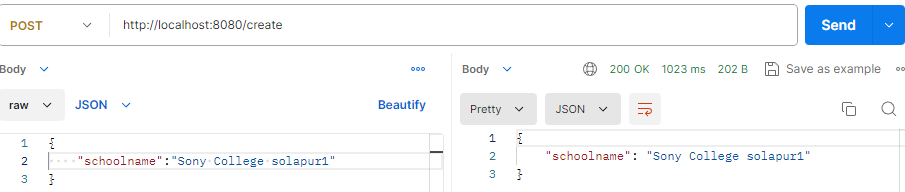 POST http://localhost:8080/create Send
Body Body 200 OK 1023 ms 202 B Save as example
raw JSON Beautify Pretty JSON
1 {
2 "schoolname":"Sony College solapur1"
3 }
1 {
2 "schoolname": "Sony College solapur1"
3 }